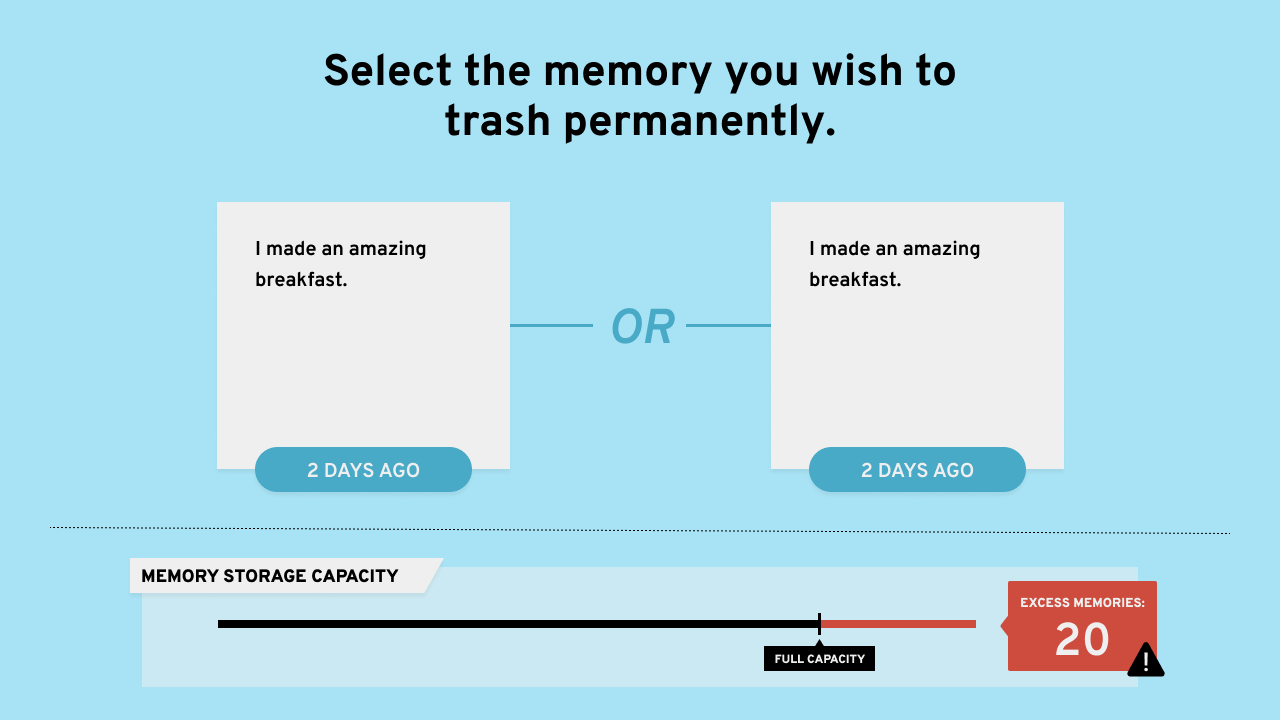 Select the memory you wish to
trash permanently.
I made an amazing
breakfast.
2 DAYS AGO
OR
I made an amazing
breakfast.
2 DAYS AGO
MEMORY STORAGE CAPACITY
FULL CAPACITY
EXCESS MEMORIES:
20
!